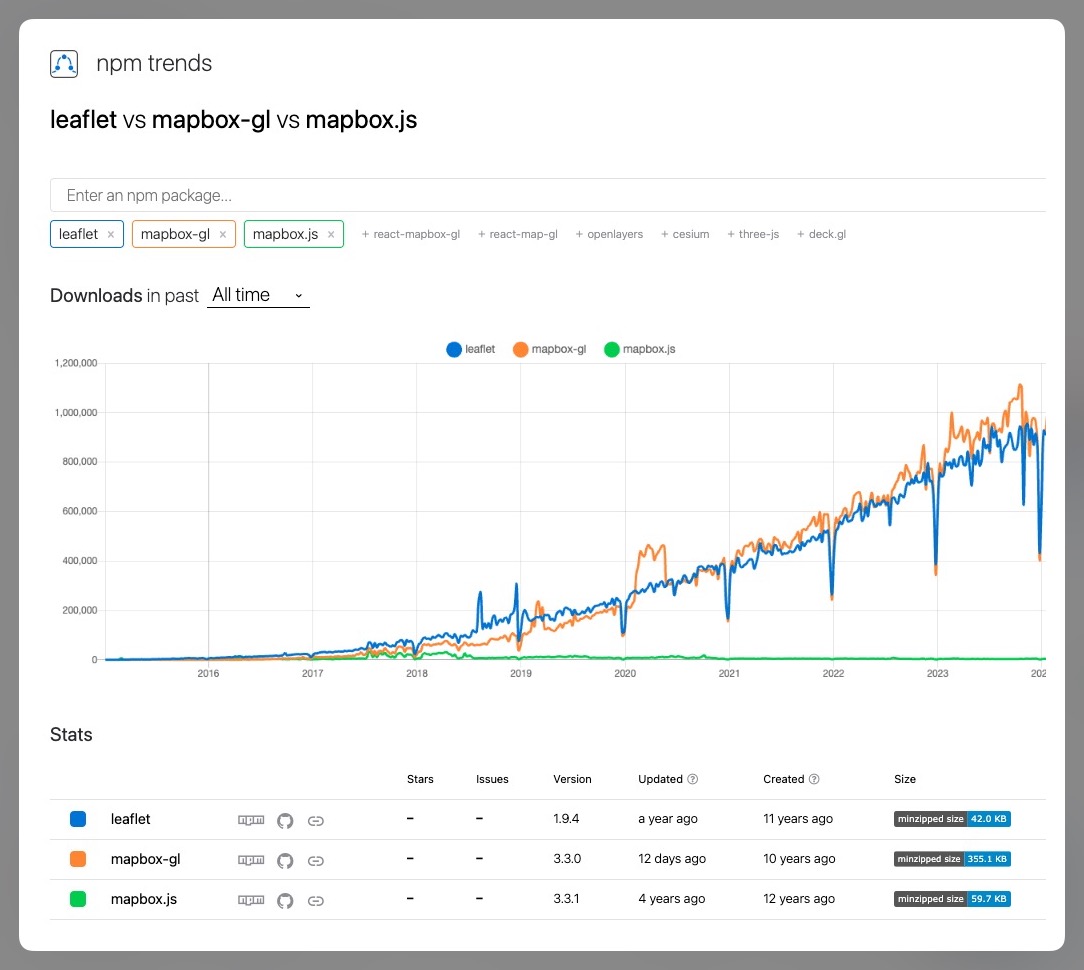 npm trends
leaflet vs mapbox-gl vs mapbox.js
Enter an npm package...
leaflet × mapbox-gl × mapbox.js × + react-mapbox-gl + react-map-gl + openlayers + cesium + three-js + deck.gl
Downloads in past All time
leaflet mapbox-gl mapbox.js
1,200,000
1,000,000
800,000
600,000
400,000
200,000
0
2016 2017 2018 2019 2020 2021 2022 2023 202
Stats
Stars Issues Version Updated ? Created ? Size
leaflet npm – – 1.9.4 a year ago 11 years ago minzipped size 42.0 KB
mapbox-gl npm – – 3.3.0 12 days ago 10 years ago minzipped size 355.1 KB
mapbox.js npm – – 3.3.1 4 years ago 12 years ago minzipped size 59.7 KB